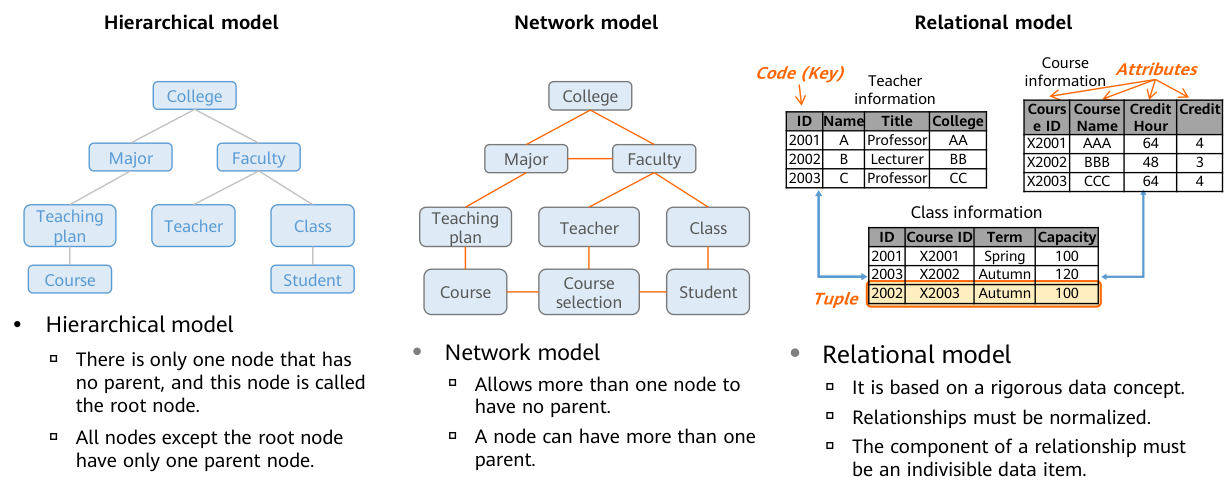 Hierarchical model
College
Major
Faculty
Teaching
plan
Teacher
Class
Course
Student
• Hierarchical model
▫ There is only one node that has
no parent, and this node is called
the root node.
▫ All nodes except the root node
have only one parent node.
Network model
College
Major
Faculty
Teaching
plan
Teacher
Class
Course
Course
selection
Student
• Network model
▫ Allows more than one node to
have no parent.
▫ A node can have more than one
parent.
Relational model
Code (Key)
Teacher
information
ID Name Title College
2001 A Professor AA
2002 B Lecturer BB
2003 C Professor CC
Course
information
Attributes
Cours
e ID
Course
Name
Credit
Hour
Credit
X2001 AAA 64 4
X2002 BBB 48 3
X2003 CCC 64 4
Class information
ID Course ID Term Capacity
2001 X2001 Spring 100
2003 X2002 Autumn 120
2002 X2003 Autumn 100
Tuple
• Relational model
▫ It is based on a rigorous data concept.
▫ Relationships must be normalized.
▫ The component of a relationship must
be an indivisible data item.